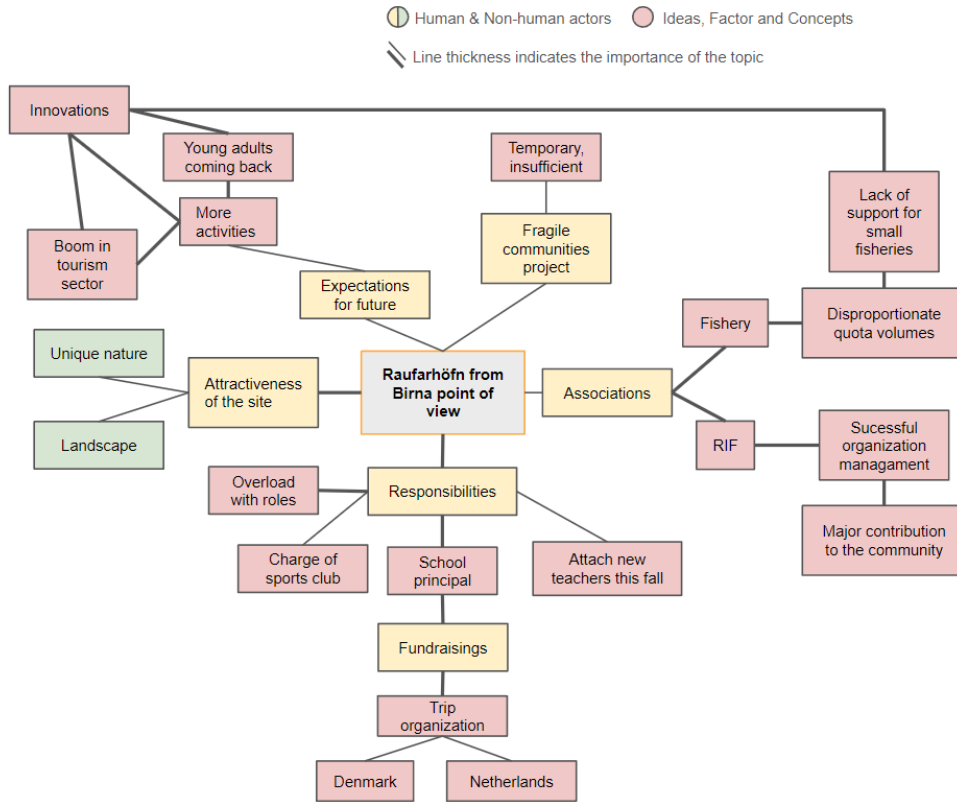 Human & Non-human actors
Ideas, Factor and Concepts
Line thickness indicates the importance of the topic
Innovations
Young adults
coming back
Temporary,
insufficient
Lack of
support for
small
fisheries
More
activities
Fragile
communities
project
Boom in
tourism
sector
Expectations
for future
Fishery
Disproportionate
quota volumes
Unique nature
Attractiveness
of the site
Raufarhöfn from
Birna point of
view
Associations
Landscape
RIF
Sucessful
organization
managament
Overload
with roles
Responsibilities
Major contribution
to the community
Charge of
sports club
School
principal
Attach new
teachers this fall
Fundraisings
Trip
organization
Denmark
Netherlands